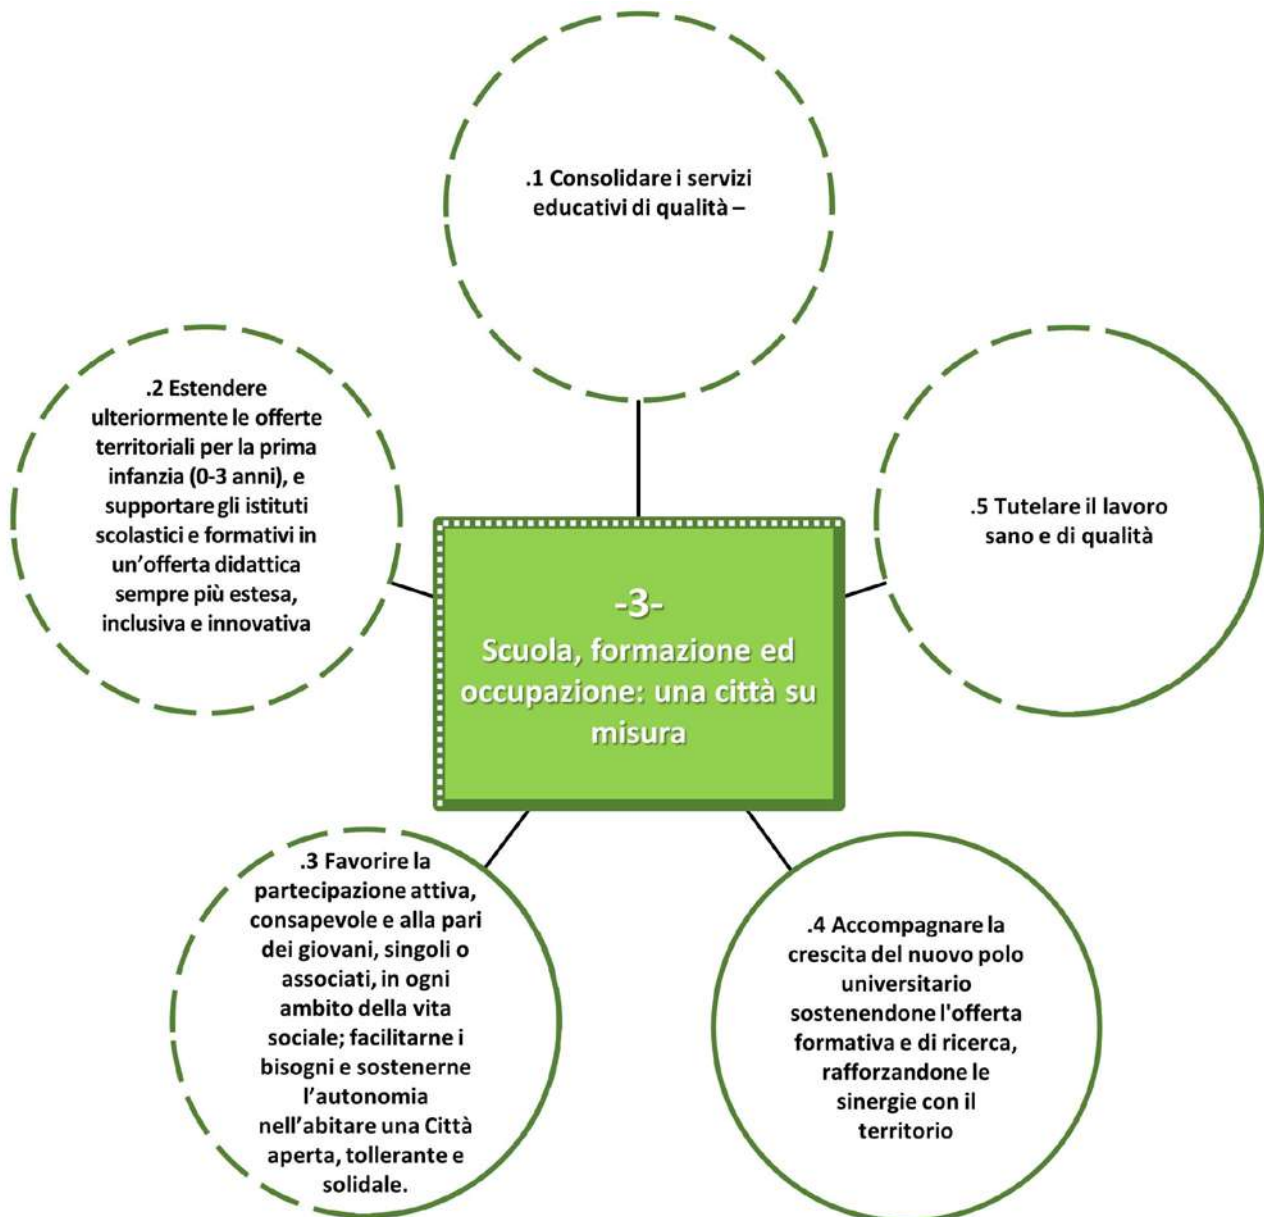 .1 Consolidare i servizi
educativi di qualità –
.2 Estendere
ulteriormente le offerte
territoriali per la prima
infanzia (0-3 anni), e
supportare gli istituti
scolastici e formativi in
un’offerta didattica
sempre più estesa,
inclusiva e innovativa
.5 Tutelare il lavoro
sano e di qualità
-3-
Scuola, formazione ed
occupazione: una città su
misura
.3 Favorire la
partecipazione attiva,
consapevole e alla pari
dei giovani, singoli o
associati, in ogni
ambito della vita
sociale; facilitarne i
bisogni e sostenerne
l’autonomia
nell’abitare una Città
aperta, tollerante e
solidale.
.4 Accompagnare la
crescita del nuovo polo
universitario
sostenendone l'offerta
formativa e di ricerca,
rafforzandone le
sinergie con il
territorio